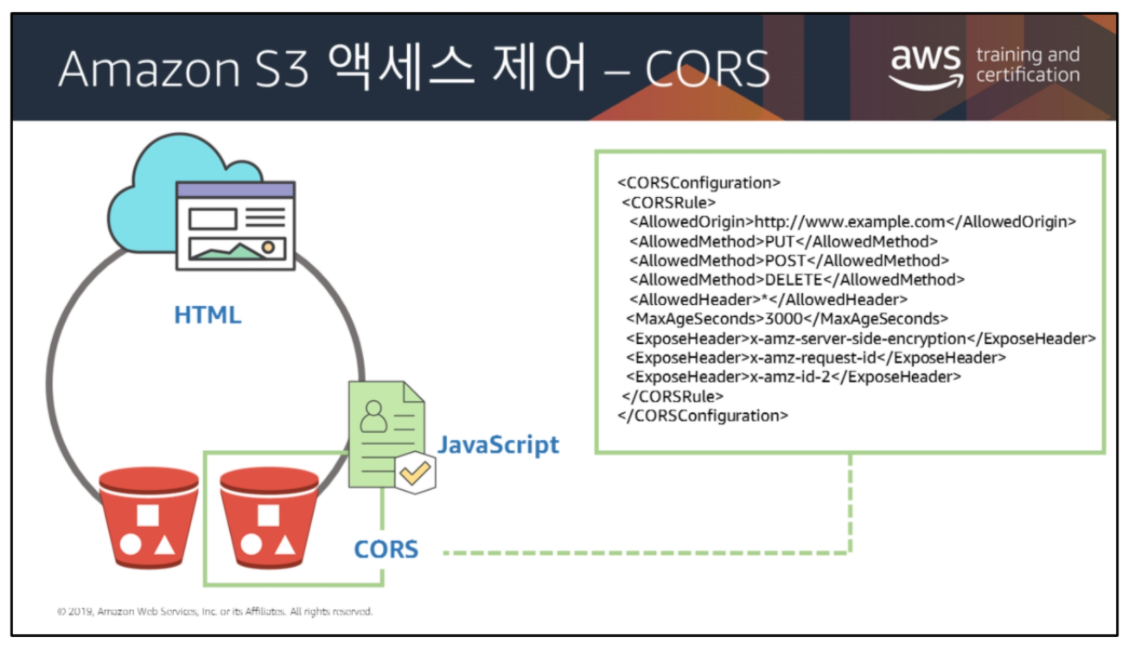 Amazon S3 액세스 제어 – CORS
aws training and
certification
HTML
JavaScript
CORS
<CORSConfiguration>
<CORSRule>
<AllowedOrigin>http://www.example.com</AllowedOrigin>
<AllowedMethod>PUT</AllowedMethod>
<AllowedMethod>POST</AllowedMethod>
<AllowedMethod>DELETE</AllowedMethod>
<AllowedHeader>*</AllowedHeader>
<MaxAgeSeconds>3000</MaxAgeSeconds>
<ExposeHeader>x-amz-server-side-encryption</ExposeHeader>
<ExposeHeader>x-amz-request-id</ExposeHeader>
<ExposeHeader>x-amz-id-2</ExposeHeader>
</CORSRule>
</CORSConfiguration>
© 2019, Amazon Web Services, Inc. or its Affiliates. All rights reserved.